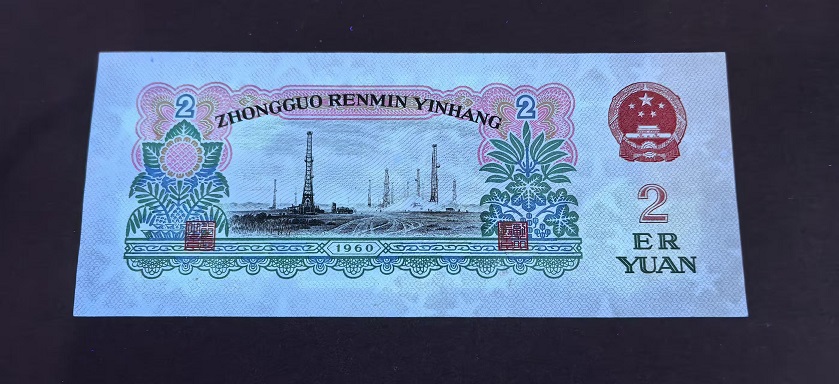 2 ZHONGGUO RENMIN YINHANG 2
2
ER
YUAN
1960